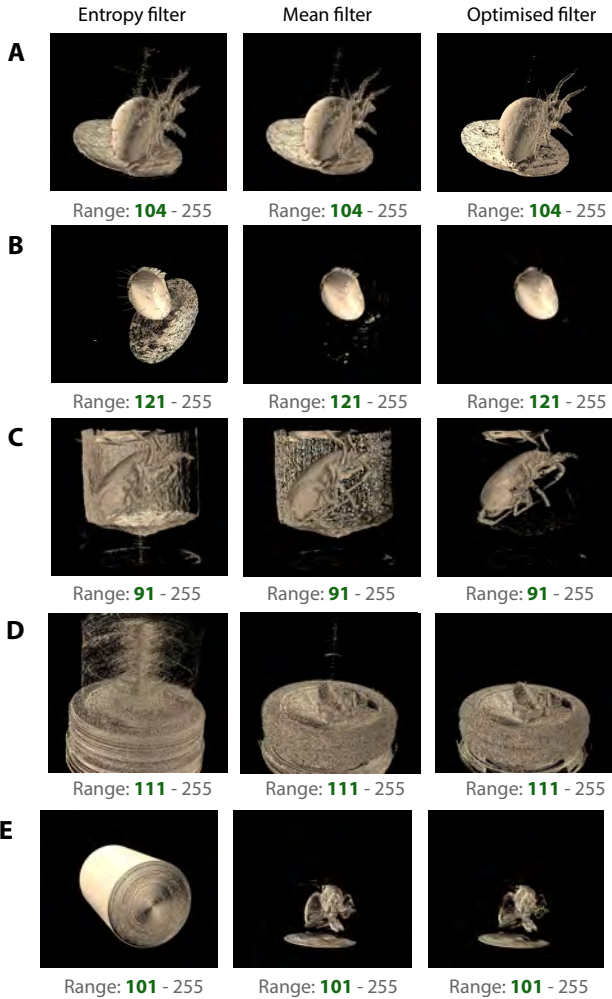 Entropy filter Mean filter Optimised filter
A
Range: 104 - 255 Range: 104 - 255 Range: 104 - 255
B
Range: 121 - 255 Range: 121 - 255 Range: 121 - 255
C
Range: 91 - 255 Range: 91 - 255 Range: 91 - 255
D
Range: 111 - 255 Range: 111 - 255 Range: 111 - 255
E
Range: 101 - 255 Range: 101 - 255 Range: 101 - 255